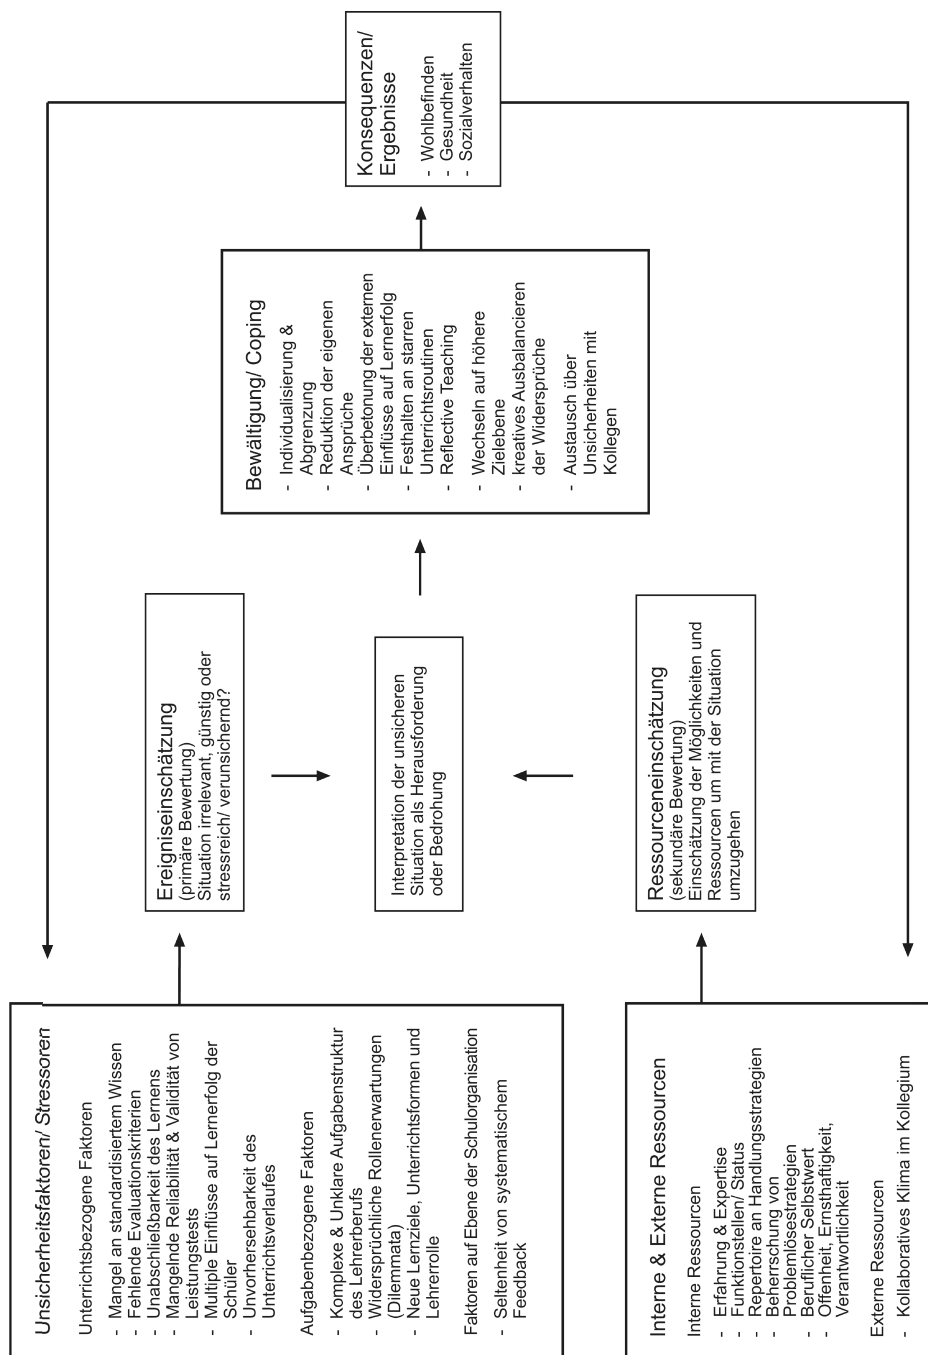 Unsicherheitsfaktoren/ Stressoren
Unterrichtsbezogene Faktoren
- Mangel an standardisiertem Wissen
- Fehlende Evaluationskriterien
- Unabschließbarkeit des Lernens
- Mangelnde Reliabilität & Validität von
Leistungstests
- Multiple Einflüsse auf Lernerfolg der
Schüler
- Unvorhersehbarkeit des
Unterrichtsverlaufes
Aufgabenbezogene Faktoren
- Komplexe & Unklare Aufgabenstruktur
des Lehrerberufs
- Widersprüchliche Rollenerwartungen
(Dilemmata)
- Neue Lernziele, Unterrichtsformen und
Lehrerrolle
Faktoren auf Ebene der Schulorganisation
- Seltenheit von systematischem
Feedback
Interne & Externe Ressourcen
Interne Ressourcen
- Erfahrung & Expertise
- Funktionstellen/ Status
- Repertoire an Handlungsstrategien
- Beherrschung von
Problemlösestrategien
- Beruflicher Selbstwert
- Offenheit, Ernsthaftigkeit,
Verantwortlichkeit
Externe Ressourcen
- Kollaboratives Klima im Kollegium
Ereigniseinschätzung
(primäre Bewertung)
Situation irrelevant, günstig oder
stressreich/ verunsichernd?
Interpretation der unsicheren
Situation als Herausforderung
oder Bedrohung
Ressourceneinschätzung
(sekundäre Bewertung)
Einschätzung der Möglichkeiten und
Ressourcen um mit der Situation
umzugehen
Bewältigung/ Coping
- Individualisierung &
Abgrenzung
- Reduktion der eigenen
Ansprüche
- Überbetonung der externen
Einflüsse auf Lernerfolg
- Festhalten an starren
Unterrichtsroutinen
- Reflective Teaching
- Wechseln auf höhere
Zielebene
- kreatives Ausbalancieren
der Widersprüche
- Austausch über
Unsicherheiten mit
Kollegen
Konsequenzen/
Ergebnisse
- Wohlbefinden
- Gesundheit
- Sozialverhalten